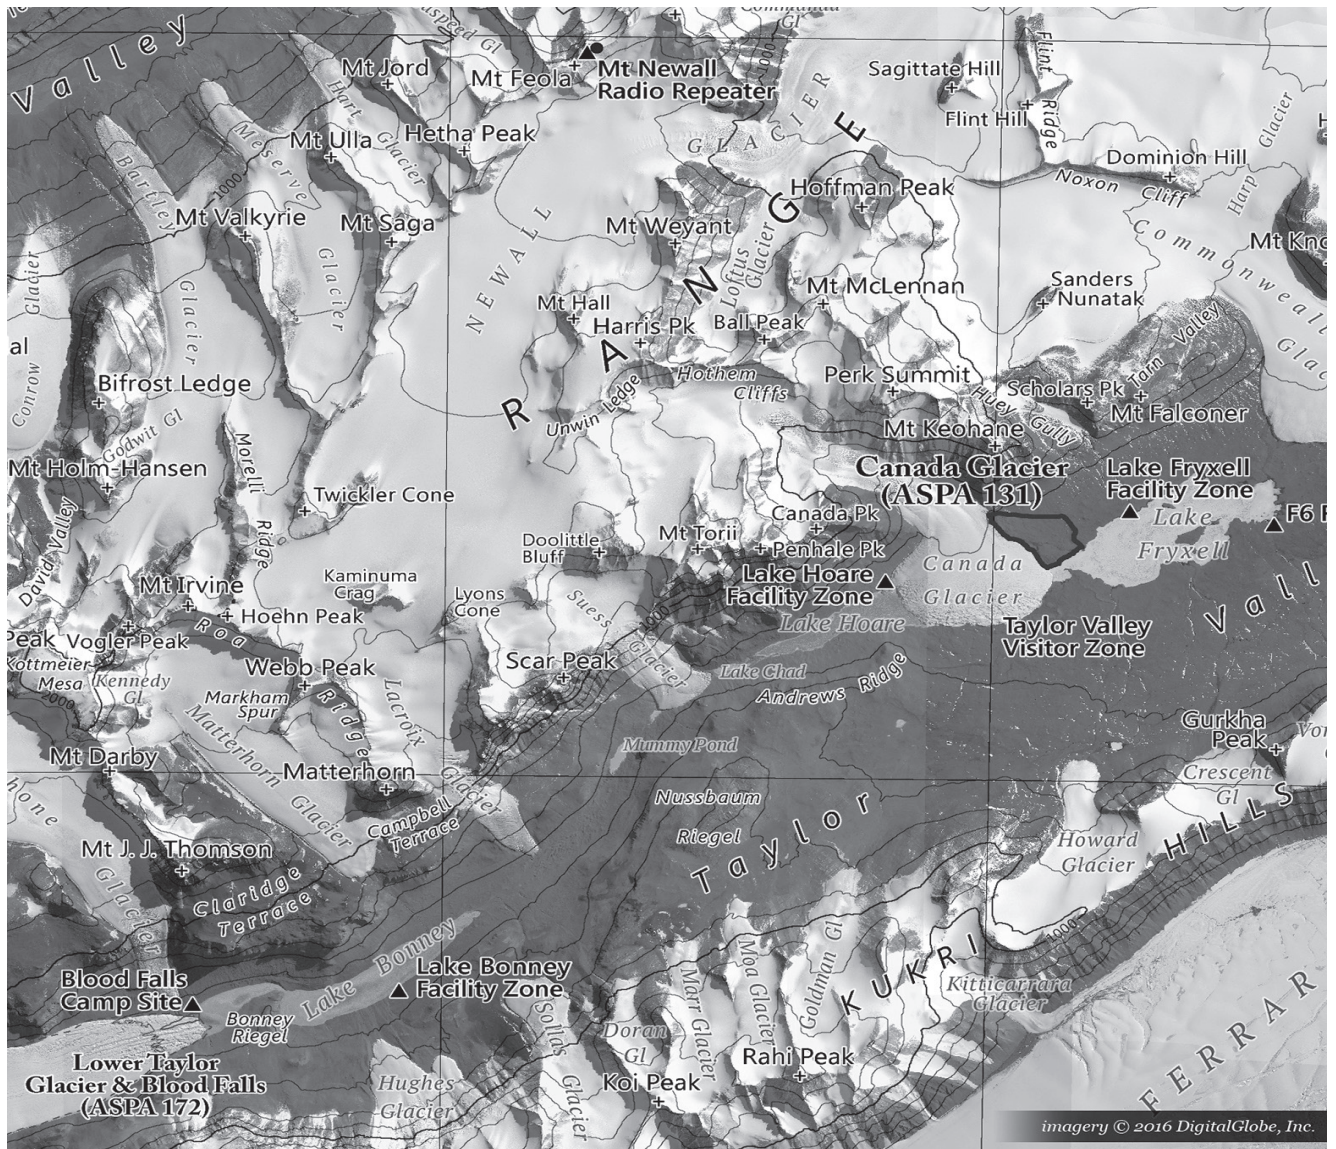 Valley
Mt Jord
Mt Feola
Mt Newall
Radio Repeater
Sagittate Hill
Flint Hill
Flint
Ridge
Dominion Hill
Noxon Cliff
Harp Glacier
Hart
Glacier
Mt Ulla
Hetha Peak
GLACIER
Meserve
Glacier
Bartley
Glacier
1000
1000
Mt Valkyrie
Mt Saga
NEWALL
Mt Weyant
Hoffman Peak
Loftus
Glacier
Commonwealth
Mt McLennan
Sanders
Nunatak
Mt Hall
Harris Pk
Ball Peak
RANGE
Conrow
Glacier
Bifrost Ledge
Godwit Gl
Unwin Ledge
Hothem
Cliffs
Perk Summit
Scholars Pk
Tarn Valley
Mt Falconer
Huey
Gully
Mt Keohane
Mt Holm-Hansen
Morelli
Ridge
Twickler Cone
Canada Glacier
(ASPA 131)
Lake Fryxell
Facility Zone
Lake
Fryxell
David Valley
Doolittle
Bluff
Mt Torii
Canada Pk
Penhale Pk
Lake Hoare
Facility Zone
Canada
Glacier
Lake Hoare
Taylor Valley
Visitor Zone
Mt Irvine
Hoehn Peak
Kaminuma
Crag
Lyons
Cone
Suess
Glacier
1000
Peak
Vogler Peak
Roa
Ridge
Kottmeier
Mesa
Kennedy
Gl
Webb Peak
Markham
Spur
Scar Peak
Lake Chad
Andrews Ridge
Mummy Pond
Lacroix
Glacier
Matterhorn
Glacier
Mt Darby
Matterhorn
Campbell
Terrace
Nussbaum
Riegel
Taylor
Gurkha
Peak
Crescent
Gl
Howard
Glacier
Mt J. J. Thomson
Claridge
Terrace
Glacier
KUKRI
HILLS
1000
Lake Bonney
Lake Bonney
Facility Zone
Blood Falls
Camp Site
Bonney
Riegel
Sollas
Glacier
Doran
Gl
Marr Glacier
Moa Glacier
Goldman Gl
Kitticarrara
Glacier
Rahi Peak
Koi Peak
Hughes
Glacier
Lower Taylor
Glacier & Blood Falls
(ASPA 172)
FERRAR
imagery © 2016 DigitalGlobe, Inc.